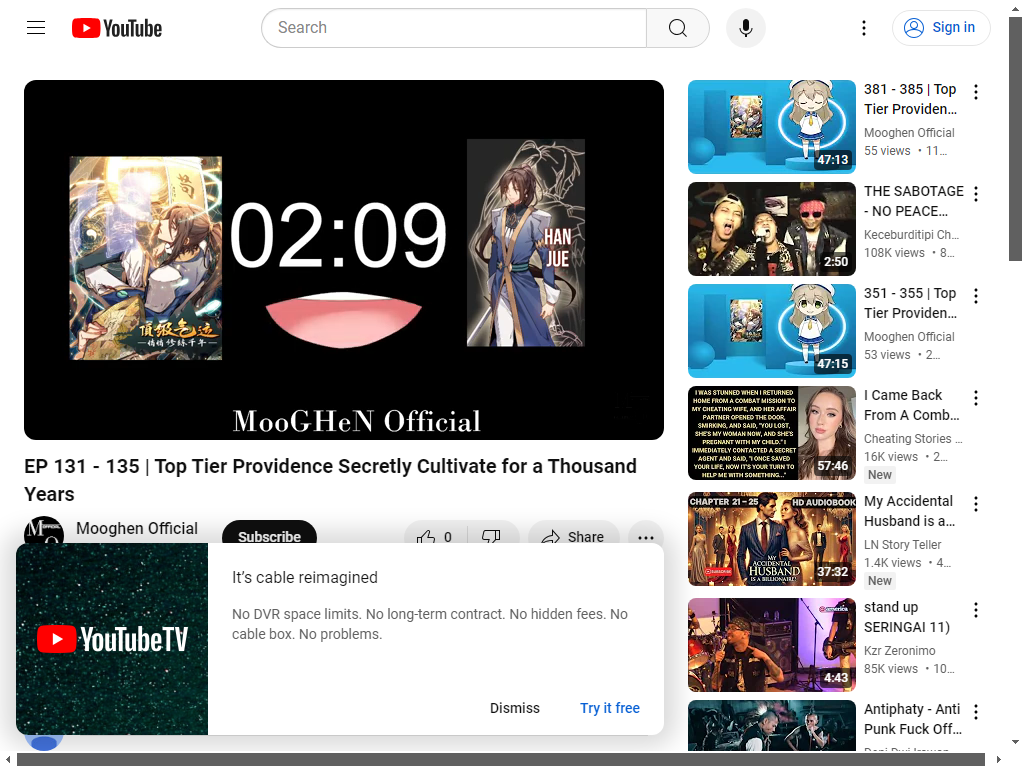 YouTube
Search
Sign in
頂級气运
悄悄修练千年
02:09
HAN
JUE
MooGHeN Official
EP 131 - 135 | Top Tier Providence Secretly Cultivate for a Thousand
Years
Mooghen Official
Subscribe
0
Share
YouTubeTV
It's cable reimagined
No DVR space limits. No long-term contract. No hidden fees. No
cable box. No problems.
Dismiss
Try it free
47:13
381 - 385 | Top
Tier Providen...
Mooghen Official
55 views • 11...
2:50
THE SABOTAGE
- NO PEACE...
Keceburditipi Ch...
108K views • 8...
47:15
351 - 355 | Top
Tier Providen...
Mooghen Official
53 views • 2...
I WAS STUNNED WHEN I RETURNED
HOME FROM A COMBAT MISSION TO
MY CHEATING WIFE, AND HER AFFAIR
PARTNER OPENED THE DOOR,
SMIRKING, AND SAID, "YOU LOST,
SHE'S MY WOMAN NOW, AND SHE'S
PREGNANT WITH MY CHILD." I
IMMEDIATELY CONTACTED A SECRET
AGENT AND SAID, "I ONCE SAVED
YOUR LIFE, NOW IT'S YOUR TURN TO
HELP ME WITH SOMETHING..."
57:46
I Came Back
From A Comb...
Cheating Stories ...
16K views • 2...
New
CHAPTER 21 – 25
HD AUDIOBOOK
MY
ACCIDENTAL
HUSBAND
IS A BILLIONAIRE!
SUBSCRIBE
37:32
My Accidental
Husband is a...
LN Story Teller
1.4K views • 4...
New
@america
4:43
stand up
SERINGAI 11)
Kzr Zeronimo
85K views • 10...
Antiphaty - Anti
Punk Fuck Off...